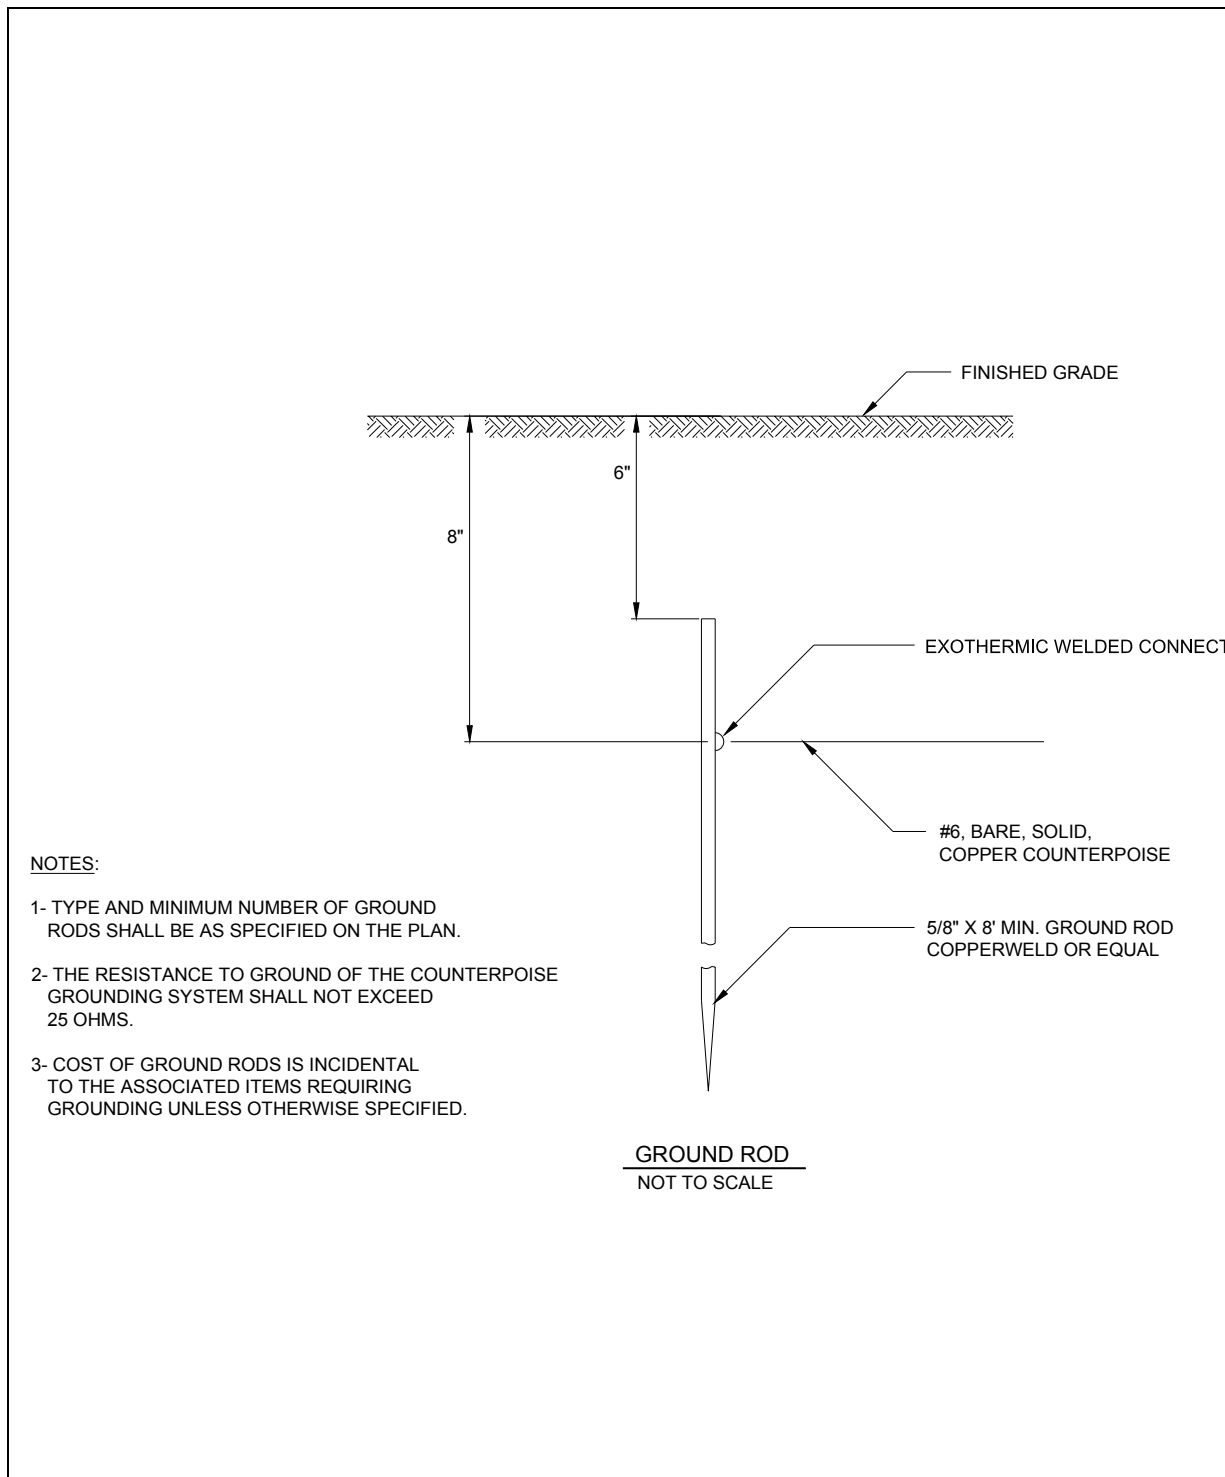 FINISHED GRADE
6"
8"
EXOTHERMIC WELDED CONNECT
#6, BARE, SOLID,
COPPER COUNTERPOISE
NOTES:
1- TYPE AND MINIMUM NUMBER OF GROUND
RODS SHALL BE AS SPECIFIED ON THE PLAN.
5/8" X 8' MIN. GROUND ROD
COPPERWELD OR EQUAL
2- THE RESISTANCE TO GROUND OF THE COUNTERPOISE
GROUNDING SYSTEM SHALL NOT EXCEED
25 OHMS.
3- COST OF GROUND RODS IS INCIDENTAL
TO THE ASSOCIATED ITEMS REQUIRING
GROUNDING UNLESS OTHERWISE SPECIFIED.
GROUND ROD
NOT TO SCALE